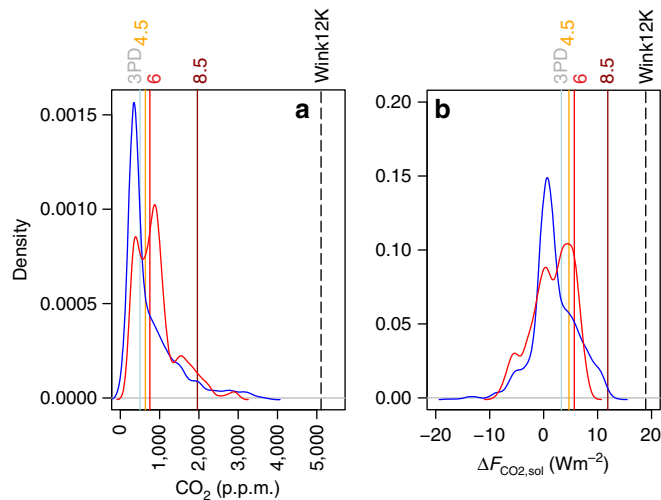 3PD 4.5 6 8.5 Wink12K
3PD 4.5 6 8.5 Wink12K
a
b
Density
0.0015
0.0010
0.0005
0.0000
0.20
0.15
0.10
0.05
0.00
0 1,000 2,000 3,000 4,000 5,000
−20 −10 0 10 20
CO2 (p.p.m.)
ΔFCO2,sol (Wm−2)